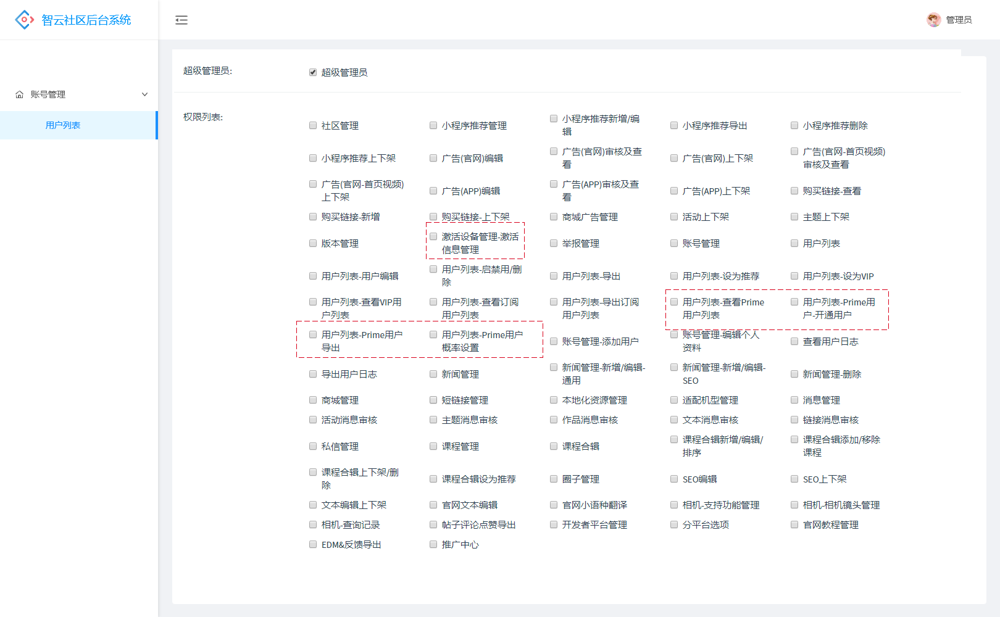 智云社区后台系统
管理员
账号管理
用户列表
超级管理员:
超级管理员
权限列表:
社区管理
小程序推荐管理
小程序推荐新增/编
辑
小程序推荐导出
小程序推荐删除
小程序推荐上下架
广告(官网)编辑
广告(官网)审核及查
看
广告(官网)上下架
广告(官网-首页视频)
审核及查看
广告(官网-首页视频)
上下架
广告(APP)编辑
广告(APP)审核及查
看
广告(APP)上下架
购买链接-查看
购买链接-新增
购买链接-上下架
商城广告管理
活动上下架
主题上下架
版本管理
激活设备管理-激活
信息管理
举报管理
账号管理
用户列表
用户列表-用户编辑
用户列表-启禁用/删
除
用户列表-导出
用户列表-设为推荐
用户列表-设为VIP
用户列表-查看VIP用
户列表
用户列表-查看订阅
用户列表
用户列表-导出订阅
用户列表
用户列表-查看Prime
用户列表
用户列表-Prime用
户-开通用户
用户列表-Prime用户
导出
用户列表-Prime用户
概率设置
账号管理-添加用户
账号管理-编辑个人
资料
查看用户日志
导出用户日志
新闻管理
新闻管理-新增/编辑-
通用
新闻管理-新增/编辑-
SEO
新闻管理-删除
商城管理
短链接管理
本地化资源管理
适配机型管理
消息管理
活动消息审核
主题消息审核
作品消息审核
文本消息审核
链接消息审核
私信管理
课程管理
课程合辑
课程合辑新增/编辑/
排序
课程合辑添加/移除
课程
课程合辑上下架/删
除
课程合辑设为推荐
圈子管理
SEO编辑
SEO上下架
文本编辑上下架
官网文本编辑
官网小语种翻译
相机-支持功能管理
相机-相机镜头管理
相机-查询记录
帖子评论点赞导出
开发者平台管理
分平台选项
官网教程管理
EDM&反馈导出
推广中心